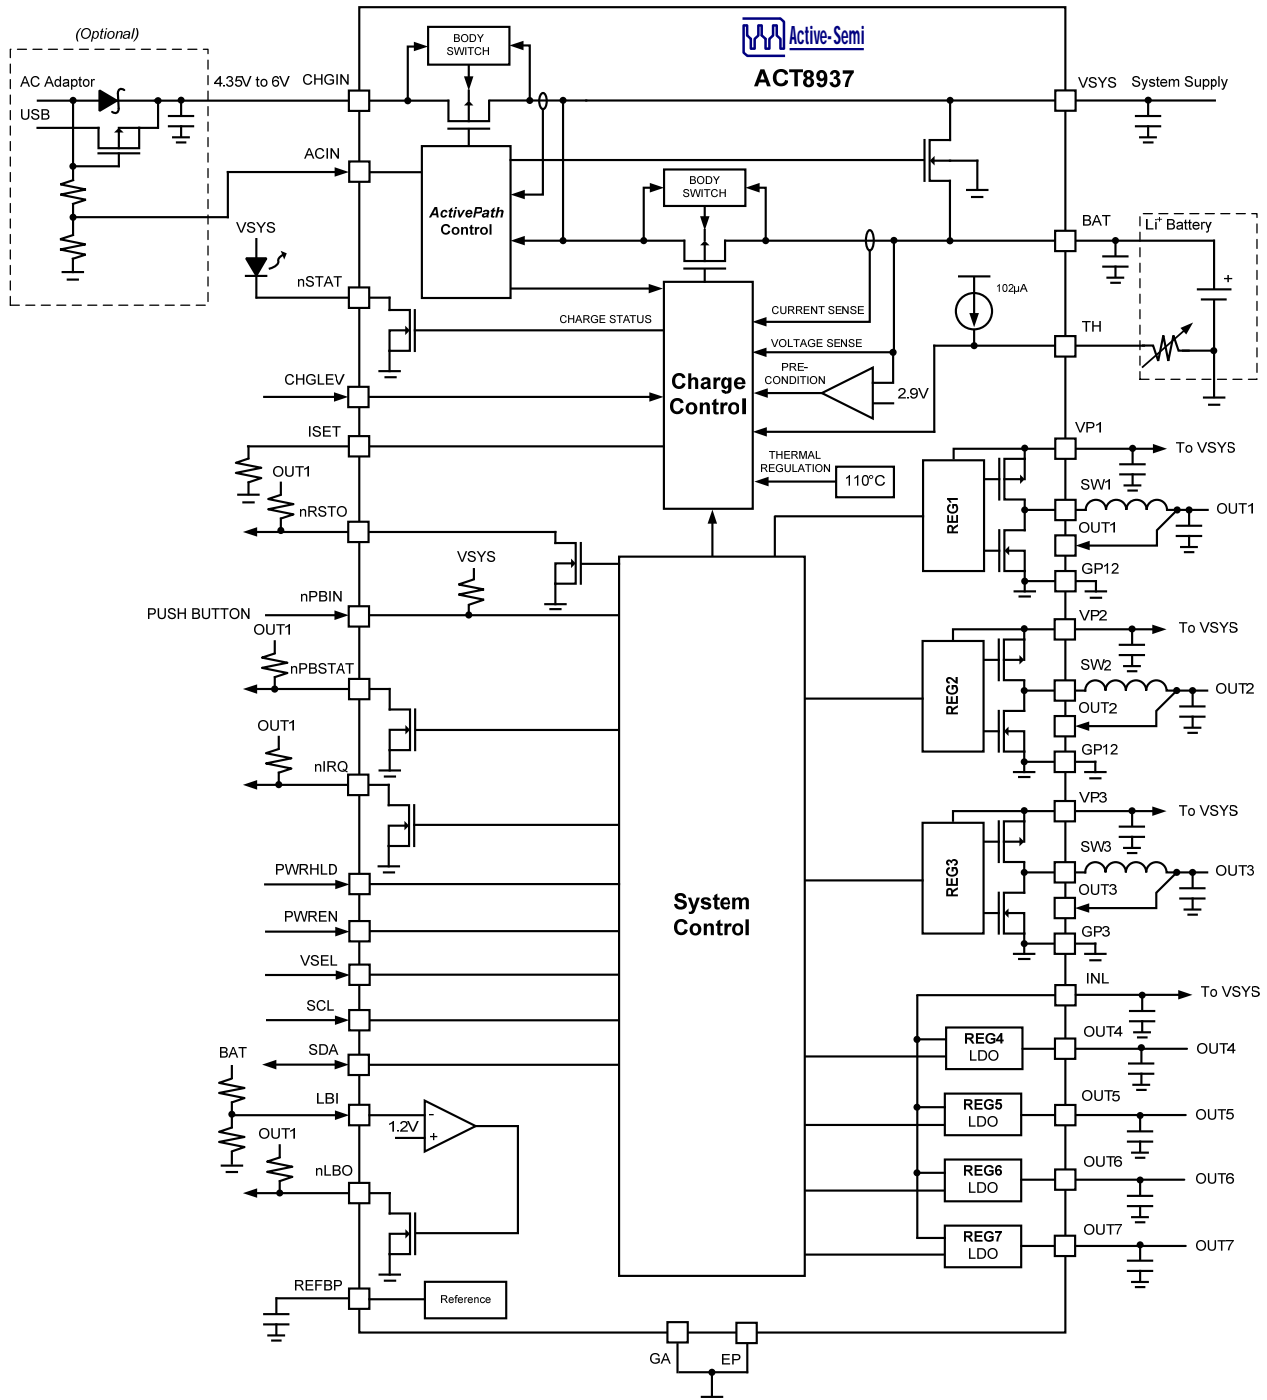 (Optional)
AC Adaptor
USB
4.35V to 6V
CHGIN
BODY
SWITCH
Active-Semi
ACT8937
VSYS
System Supply
ACIN
ActivePath
Control
BODY
SWITCH
VSYS
nSTAT
BAT
Li+ Battery
+
102µA
TH
CHARGE STATUS
CURRENT SENSE
VOLTAGE SENSE
PRE-
CONDITION
2.9V
Charge
Control
CHGLEV
ISET
THERMAL
REGULATION
110°C
OUT1
nRSTO
VP1
To VSYS
REG1
SW1
OUT1
OUT1
GP12
VSYS
nPBIN
PUSH BUTTON
OUT1
nPBSTAT
VP2
To VSYS
REG2
SW2
OUT2
OUT2
GP12
OUT1
nIRQ
VP3
To VSYS
REG3
SW3
OUT3
OUT3
GP3
PWRHLD
PWREN
VSEL
SCL
SDA
System
Control
INL
To VSYS
REG4
LDO
OUT4
OUT4
REG5
LDO
OUT5
OUT5
REG6
LDO
OUT6
OUT6
REG7
LDO
OUT7
OUT7
BAT
LBI
1.2V
-
+
OUT1
nLBO
REFBP
Reference
GA
EP